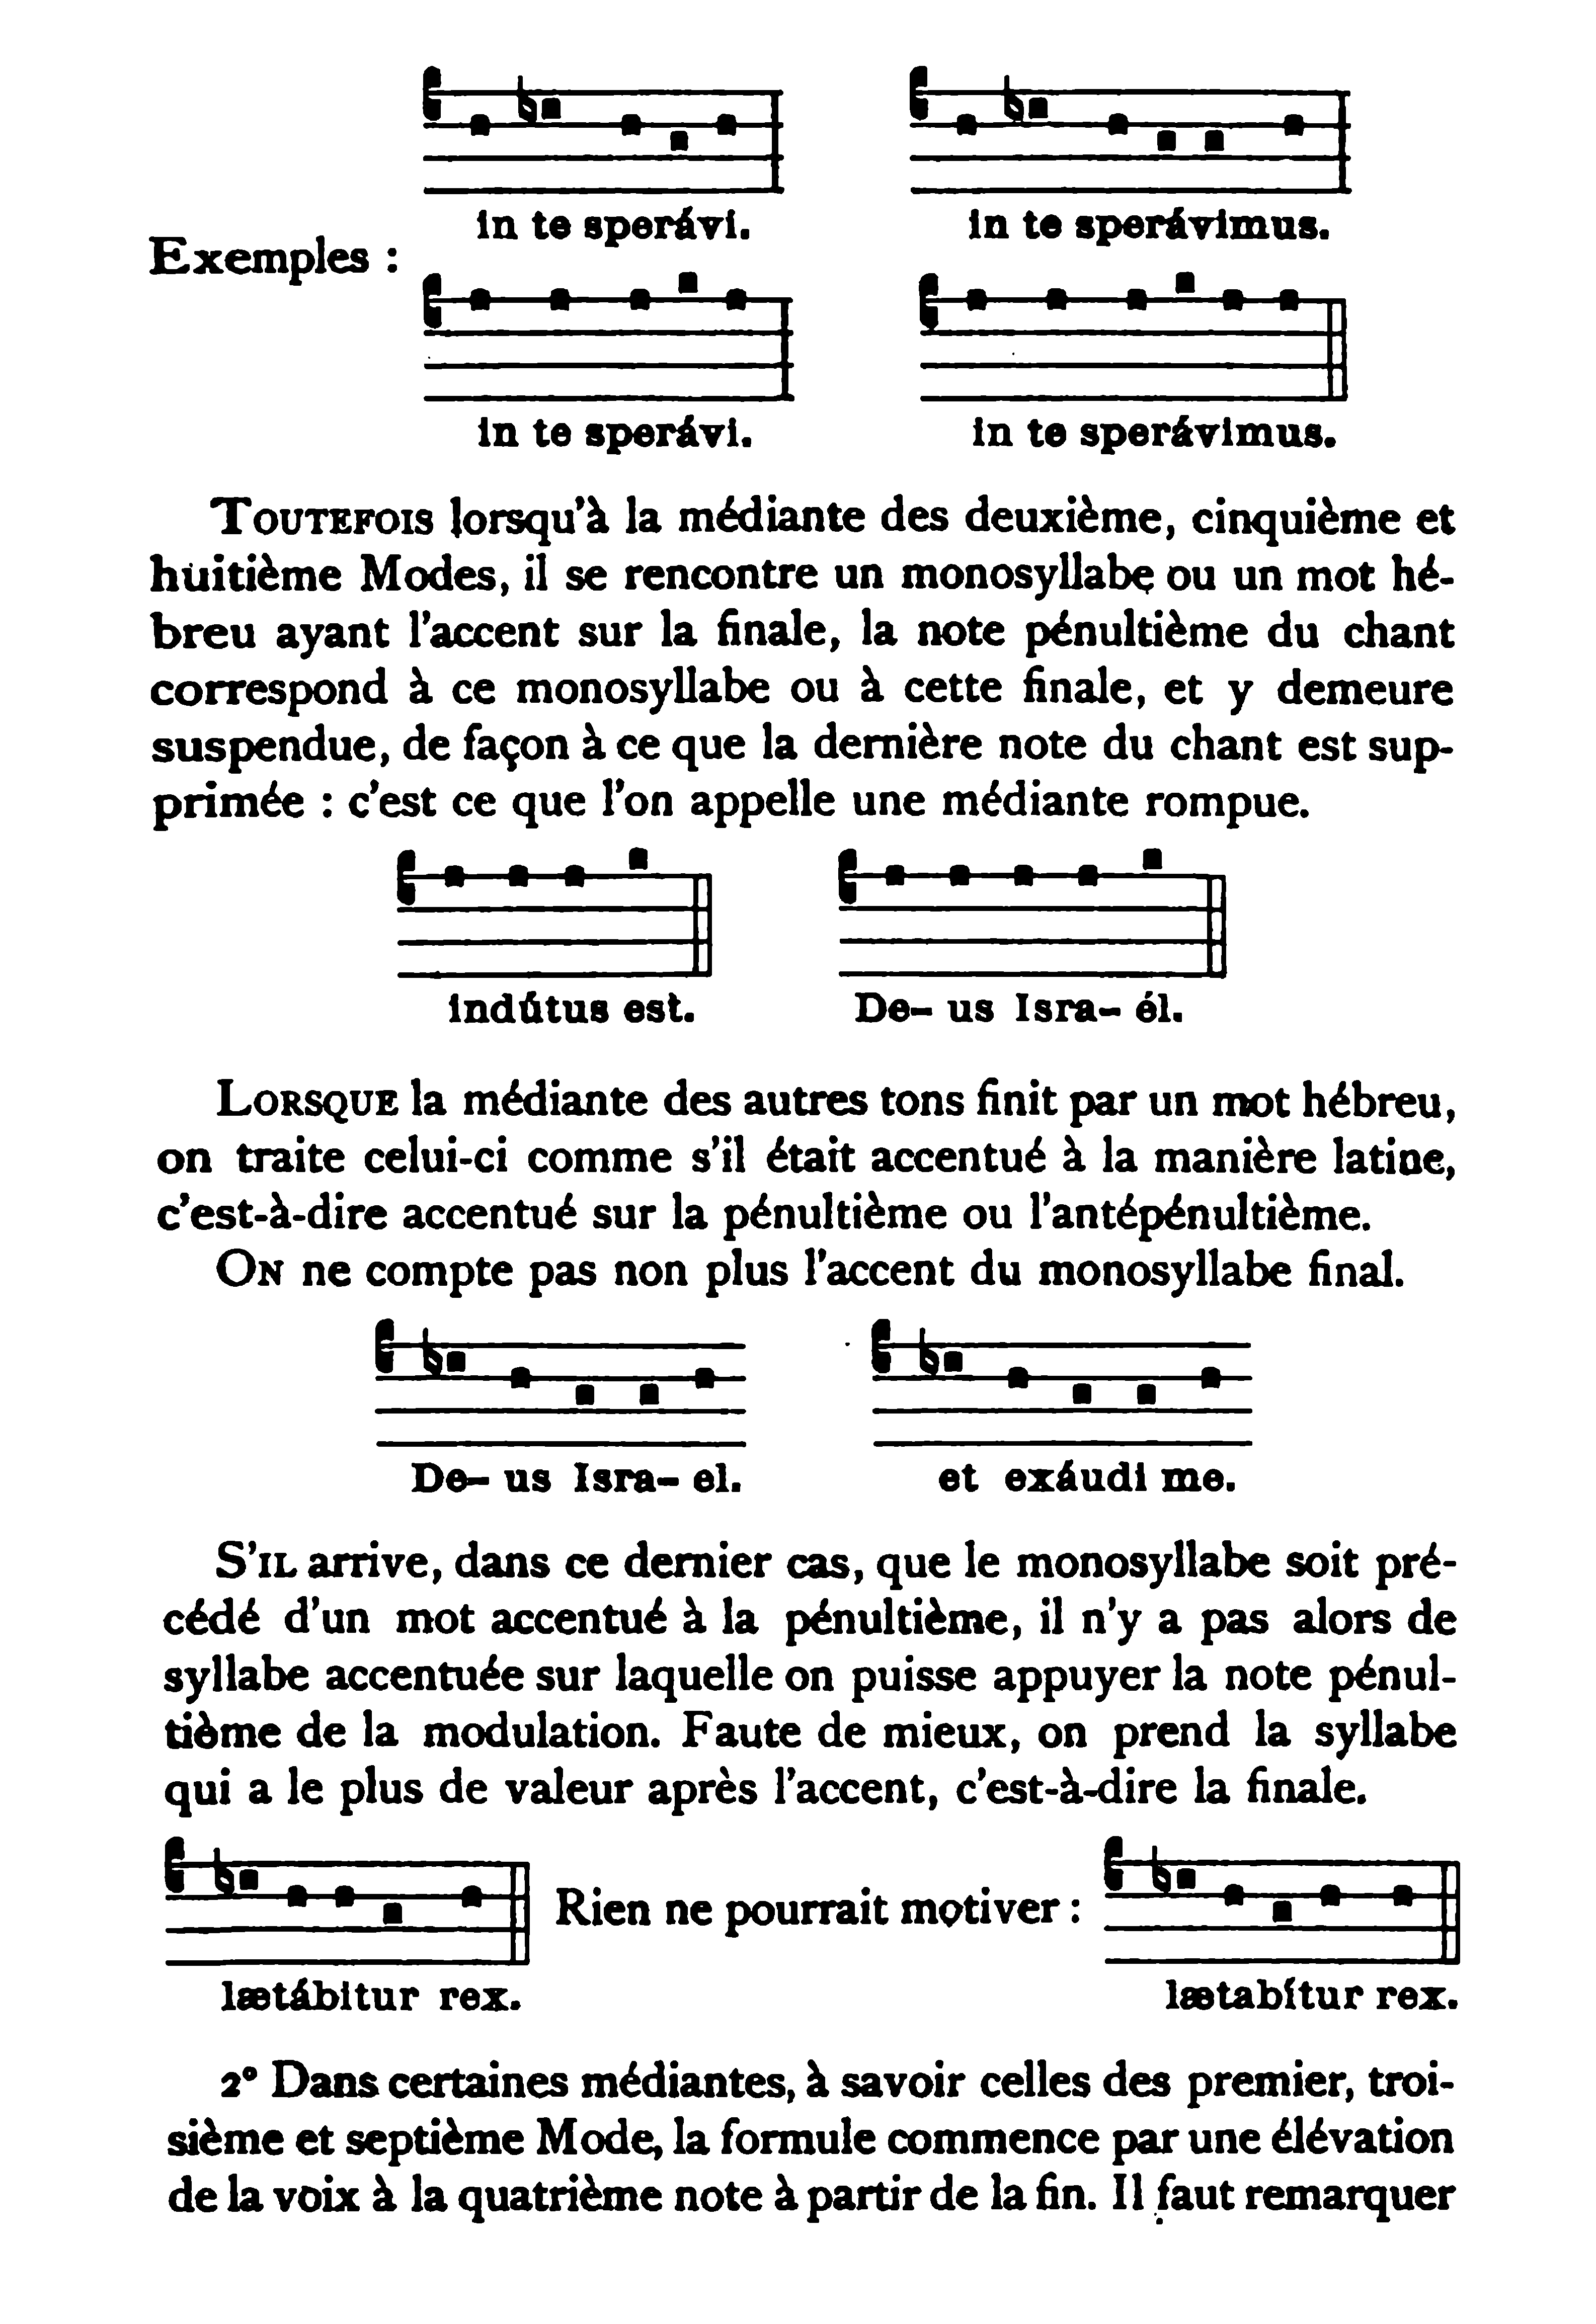 in te sperávi. in te sperávimus.
Exemples :
in te sperávi. in te sperávimus.
TOUTEFOIS lorsqu'à la médiante des deuxième, cinquième et
huitième Modes, il se rencontre un monosyllabe ou un mot hé-
breu ayant l'accent sur la finale, la note pénultième du chant
correspond à ce monosyllabe ou à cette finale, et y demeure
suspendue, de façon à ce que la dernière note du chant est sup-
primée : c'est ce que l'on appelle une médiante rompue.
indútus est. De- us Isra- él.
LORSQUE la médiante des autres tons finit par un mot hébreu,
on traite celui-ci comme s'il était accentué à la manière latine,
c'est-à-dire accentué sur la pénultième ou l'antépénultième.
ON ne compte pas non plus l'accent du monosyllabe final.
De- us Isra- el. et exáudi me.
S'IL arrive, dans ce dernier cas, que le monosyllabe soit pré-
cédé d'un mot accentué à la pénultième, il n'y a pas alors de
syllabe accentuée sur laquelle on puisse appuyer la note pénul-
tième de la modulation. Faute de mieux, on prend la syllabe
qui a le plus de valeur après l'accent, c'est-à-dire la finale.
Rien ne pourrait motiver :
lætábitur rex. lætabítur rex.
2° Dans certaines médiantes, à savoir celles des premier, troi-
sième et septième Mode, la formule commence par une élévation
de la voix à la quatrième note à partir de la fin. Il faut remarquer